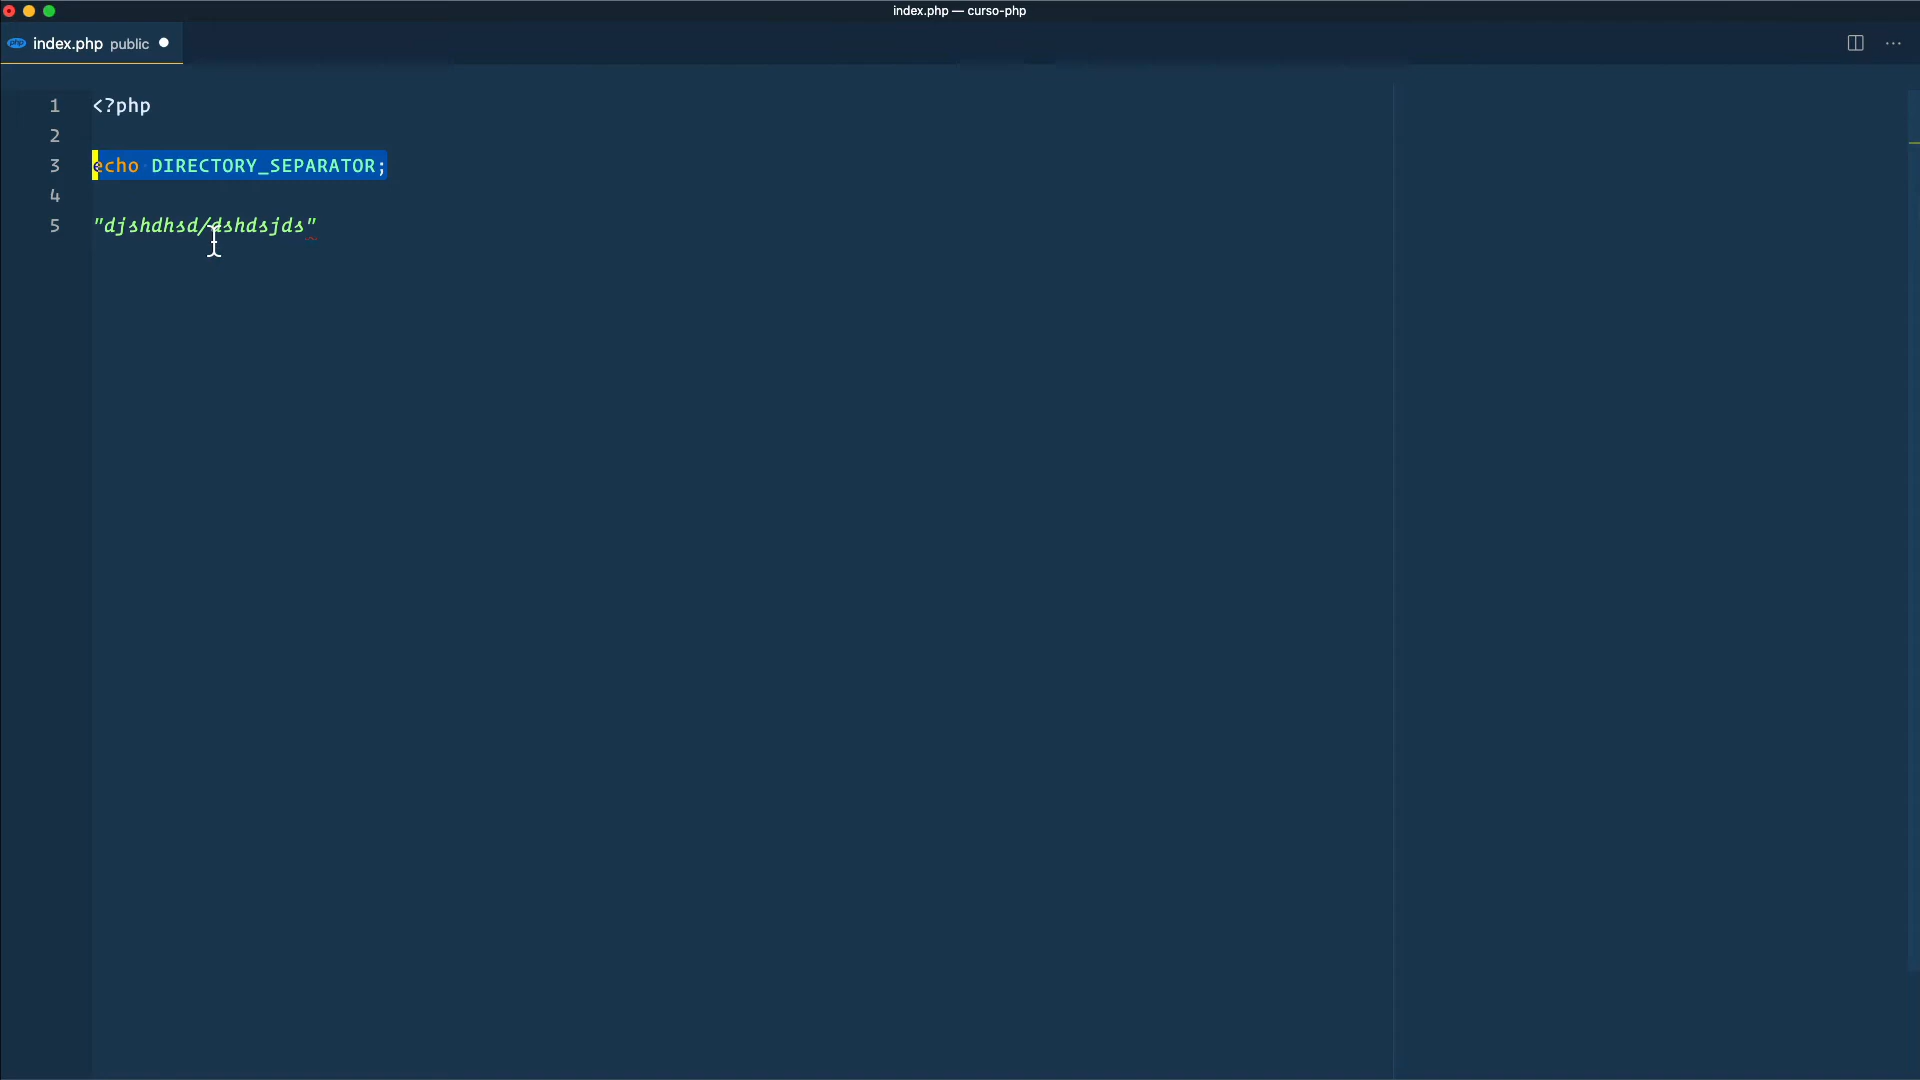 index.php — curso-php
index.php public
1 <?php
2
3 echo DIRECTORY_SEPARATOR;
4
5 "djshdhsd/dshdsjds"